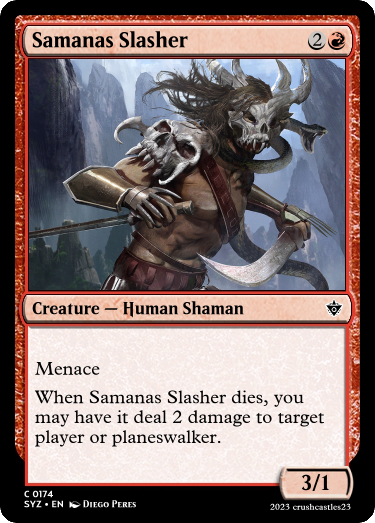 Samanas Slasher 2
Creature — Human Shaman
Menace
When Samanas Slasher dies, you
may have it deal 2 damage to target
player or planeswalker.
3/1
C 0174
SYZ • EN Diego Peres
2023 crushcastles23